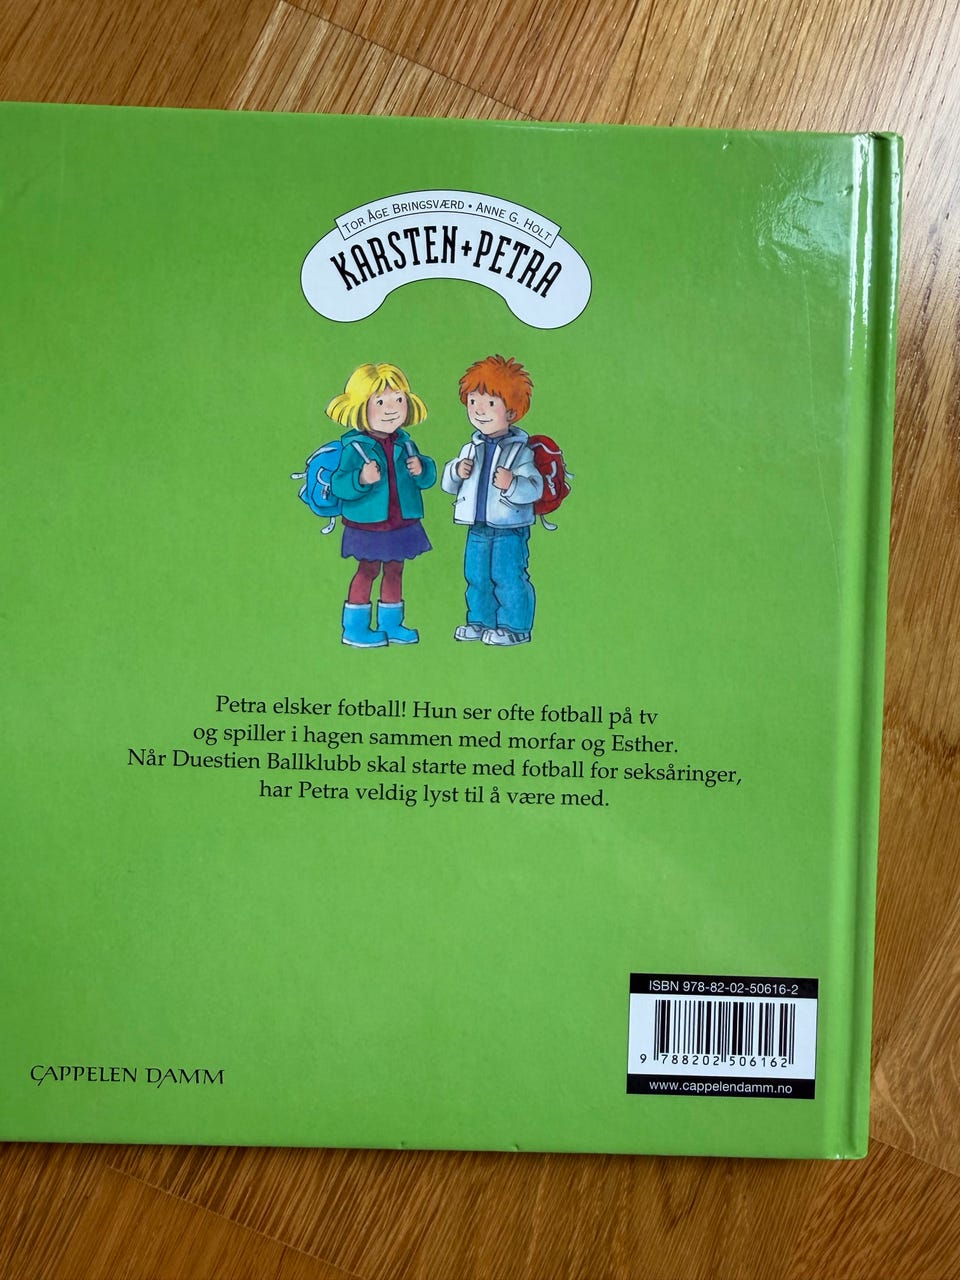 TOR ÅGE BRINGSVÆRD • ANNE G. HOLT
KARSTEN + PETRA
Petra elsker fotball! Hun ser ofte fotball på tv
og spiller i hagen sammen med morfar og Esther.
Når Duestien Ballklubb skal starte med fotball for seksåringer,
har Petra veldig lyst til å være med.
ISBN 978-82-02-50616-2
9 788202 506162
www.cappelendamm.no
CAPPELEN DAMM